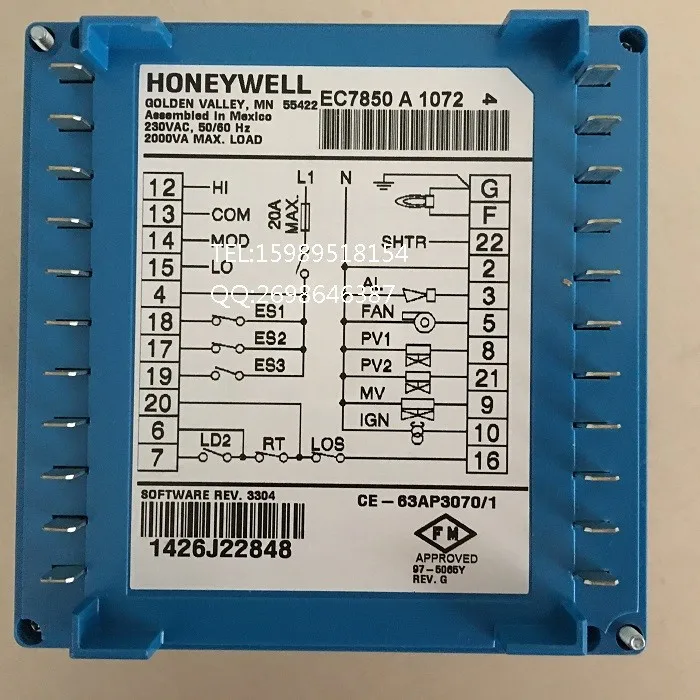 HONEYWELL
GOLDEN VALLEY, MN 55422
Assembled in Mexico
230VAC, 50/60 Hz
2000VA MAX. LOAD
EC7850 A 1072 4
L1 N
20A
MAX.
12 HI
13 COM
14 MOD
15 LO
4
18 ES1
17 ES2
19 ES3
20
6
7 LD2 RT LOS
G
F
SHTR 22
2
AL 3
FAN 5
PV1 8
PV2 21
MV 9
IGN 10
16
TEL:15989518154
QQ:2698646387
SOFTWARE REV. 3304
1426J22848
CE-63AP3070/1
FM
APPROVED
97-5065Y
REV. G